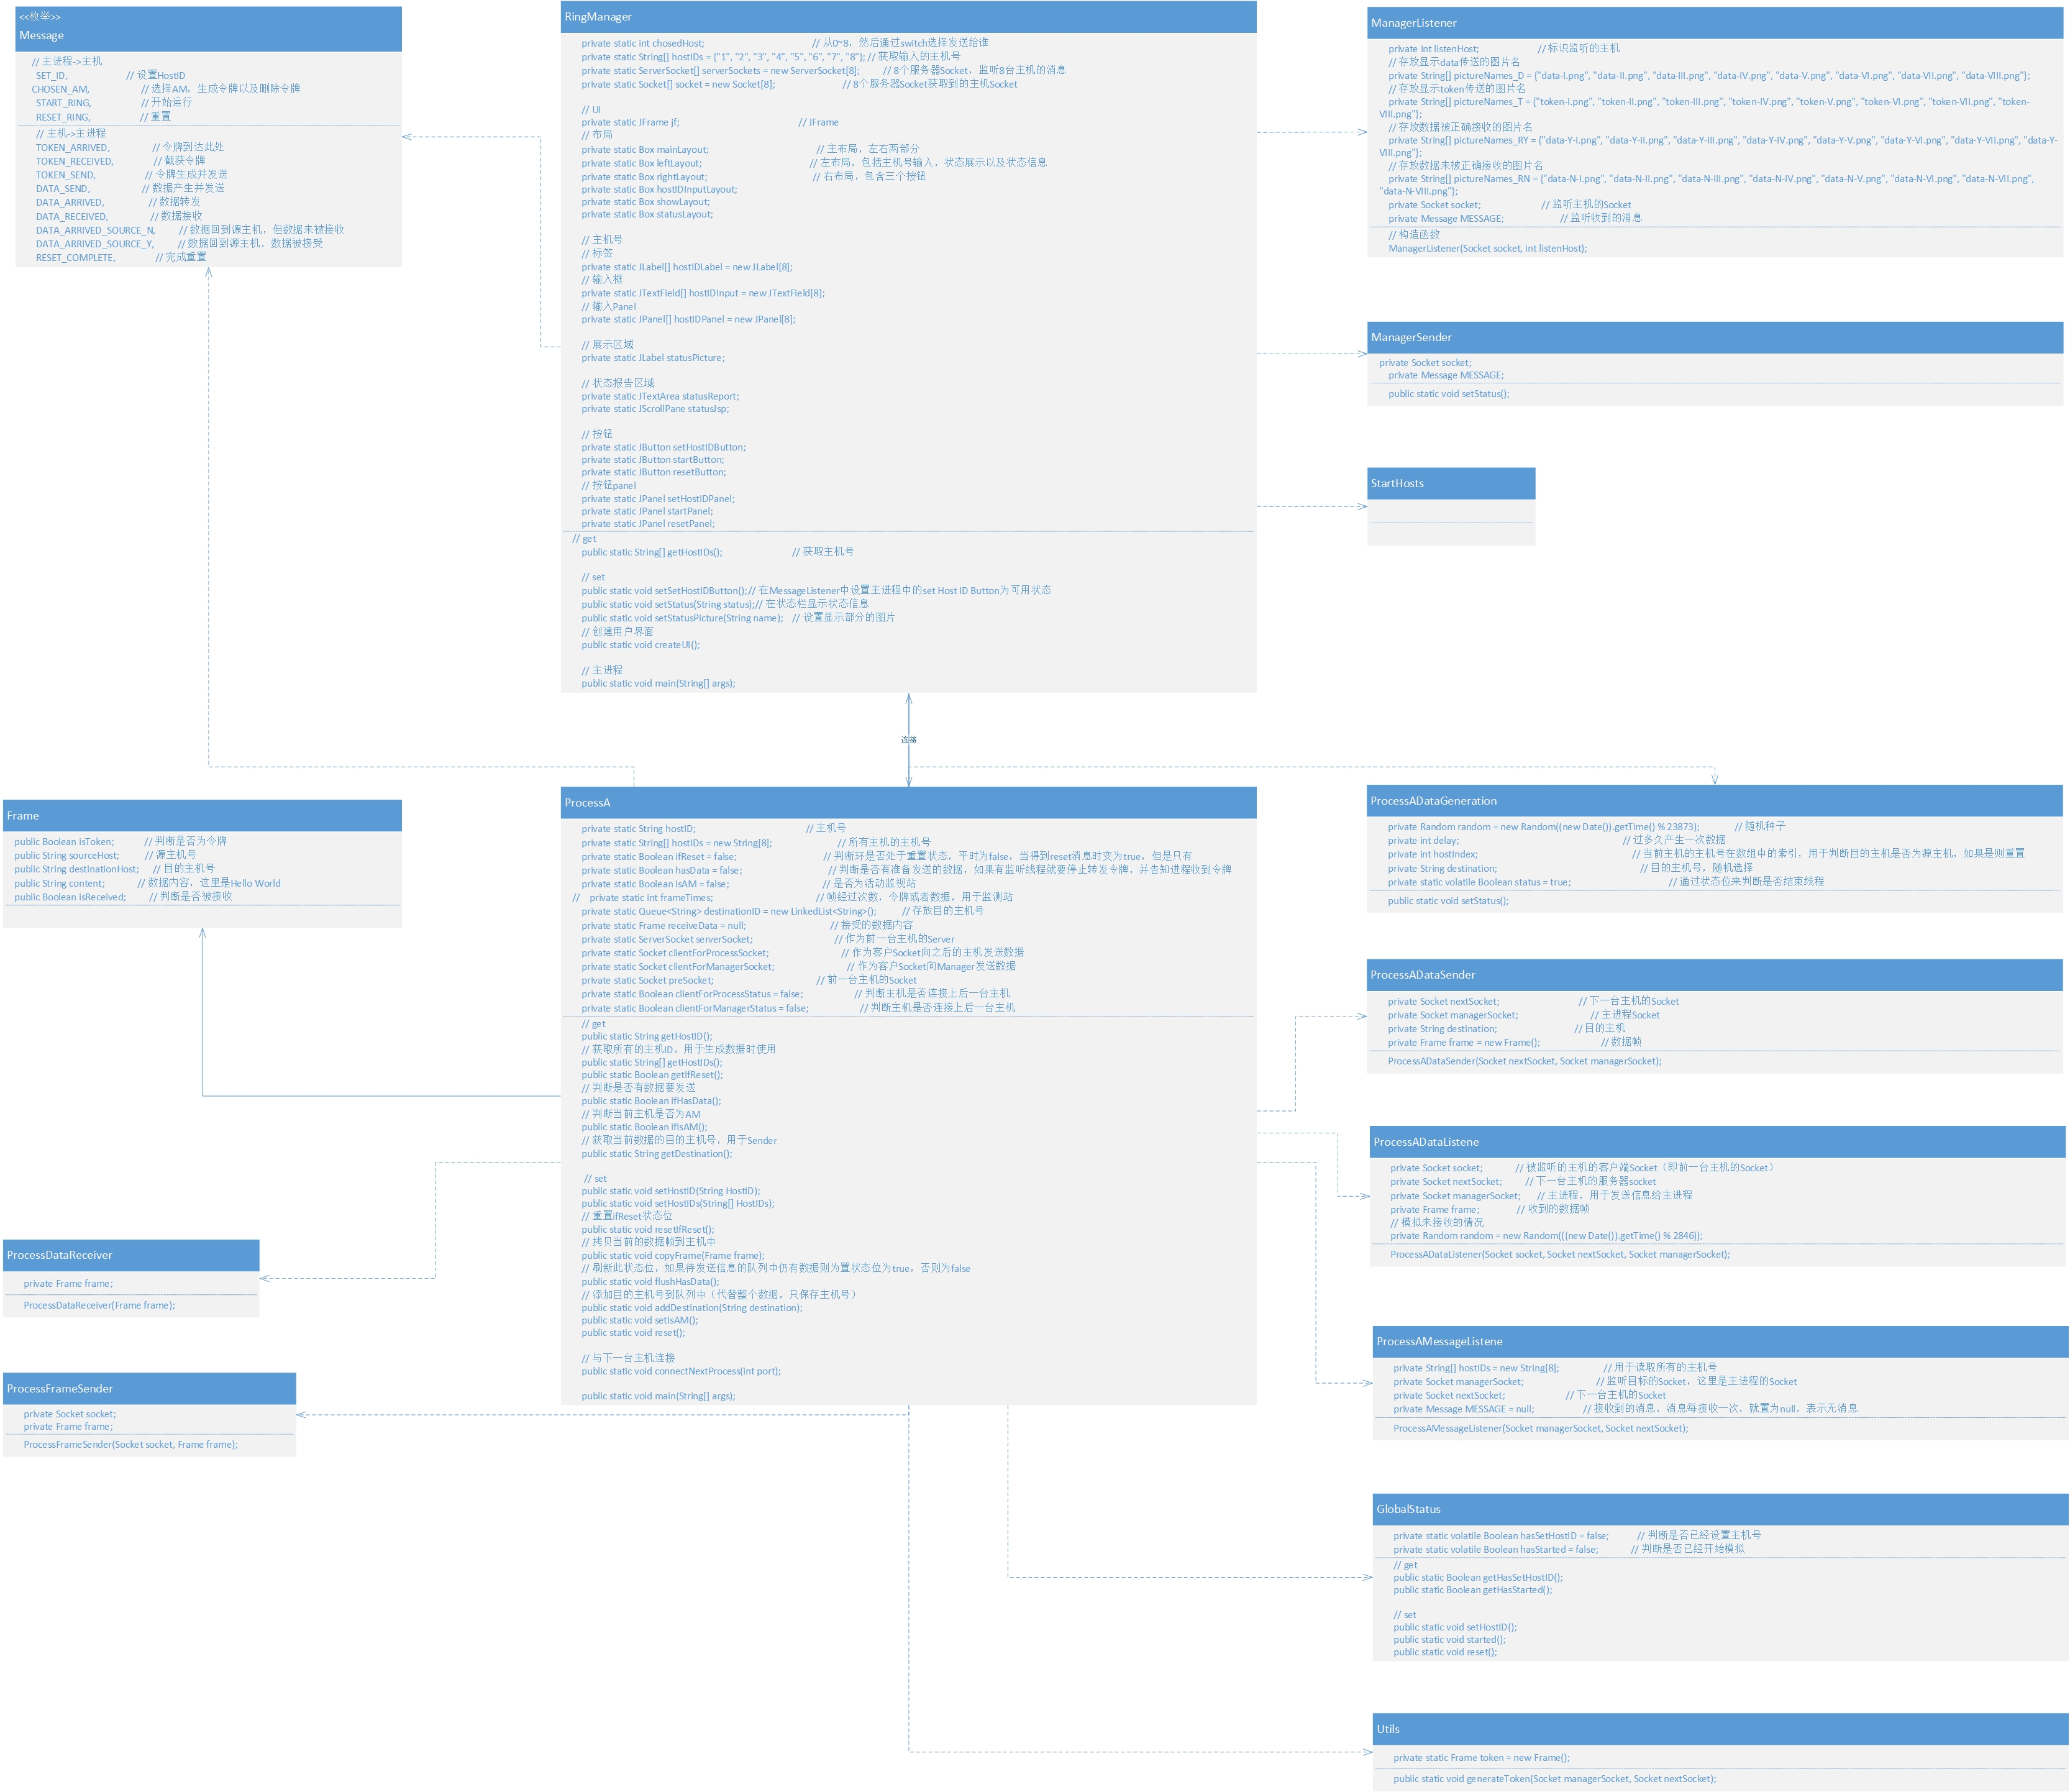 <<枚举>>
Message
// 主进程->主机
SET_ID, // 设置HostID
CHOSEN_AM, // 选择AM，生成令牌以及删除令牌
START_RING, // 开始运行
RESET_RING, // 重置
// 主机->主进程
TOKEN_ARRIVED, // 令牌到达此处
TOKEN_RECEIVED, // 截获令牌
TOKEN_SEND, // 令牌生成并发送
DATA_SEND, // 数据产生并发送
DATA_ARRIVED, // 数据转发
DATA_RECEIVED, // 数据接收
DATA_ARRIVED_SOURCE_N, // 数据回到源主机，但数据未被接收
DATA_ARRIVED_SOURCE_Y, // 数据回到源主机，数据被接受
RESET_COMPLETE, // 完成重置
RingManager
private static int chosedHost; // 从0~8，然后通过switch选择发送给谁
private static String[] hostIDs = {"1", "2", "3", "4", "5", "6", "7", "8"}; // 获取输入的主机号
private static ServerSocket[] serverSockets = new ServerSocket[8]; // 8个服务器Socket，监听8台主机的消息
private static Socket[] socket = new Socket[8]; // 8个服务器Socket获取到的主机Socket
// UI
private static JFrame jf; // JFrame
// 布局
private static Box mainLayout; // 主布局，左右两部分
private static Box leftLayout; // 左布局，包括主机号输入，状态展示以及状态信息
private static Box rightLayout; // 右布局，包含三个按钮
private static Box hostIDInputLayout;
private static Box showLayout;
private static Box statusLayout;
// 主机号
// 标签
private static JLabel[] hostIDLabel = new JLabel[8];
// 输入框
private static JTextField[] hostIDInput = new JTextField[8];
// 输入Panel
private static JPanel[] hostIDPanel = new JPanel[8];
// 展示区域
private static JLabel statusPicture;
// 状态报告区域
private static JTextArea statusReport;
private static JScrollPane statusJsp;
// 按钮
private static JButton setHostIDButton;
private static JButton startButton;
private static JButton resetButton;
// 按钮panel
private static JPanel setHostIDPanel;
private static JPanel startPanel;
private static JPanel resetPanel;
// get
public static String[] getHostIDs(); // 获取主机号
// set
public static void setSetHostIDButton();// 在MessageListener中设置主进程中的set Host ID Button为可用状态
public static void setStatus(String status);// 在状态栏显示状态信息
public static void setStatusPicture(String name); // 设置显示部分的图片
// 创建用户界面
public static void createUI();
// 主进程
public static void main(String[] args);
ManagerListener
private int listenHost; // 标识监听的主机
// 存放显示data传送的图片名
private String[] pictureNames_D = {"data-I.png", "data-II.png", "data-III.png", "data-IV.png", "data-V.png", "data-VI.png", "data-VII.png", "data-VIII.png"};
// 存放显示token传送的图片名
private String[] pictureNames_T = {"token-I.png", "token-II.png", "token-III.png", "token-IV.png", "token-V.png", "token-VI.png", "token-VII.png", "token-
VIII.png"};
// 存放数据被正确接收的图片名
private String[] pictureNames_RY = {"data-Y-I.png", "data-Y-II.png", "data-Y-III.png", "data-Y-IV.png", "data-Y-V.png", "data-Y-VI.png", "data-Y-VII.png", "data-Y-
VIII.png"};
// 存放数据未被正确接收的图片名
private String[] pictureNames_RN = {"data-N-I.png", "data-N-II.png", "data-N-III.png", "data-N-IV.png", "data-N-V.png", "data-N-VI.png", "data-N-VII.png",
"data-N-VIII.png"};
private Socket socket; // 监听主机的Socket
private Message MESSAGE; // 监听收到的消息
// 构造函数
ManagerListener(Socket socket, int listenHost);
ManagerSender
private Socket socket;
private Message MESSAGE;
public static void setStatus();
StartHosts
连接
Frame
public Boolean isToken; // 判断是否为令牌
public String sourceHost; // 源主机号
public String destinationHost; // 目的主机号
public String content; // 数据内容，这里是Hello World
public Boolean isReceived; // 判断是否被接收
ProcessDataReceiver
private Frame frame;
ProcessDataReceiver(Frame frame);
ProcessFrameSender
private Socket socket;
private Frame frame;
ProcessFrameSender(Socket socket, Frame frame);
ProcessA
private static String hostID; // 主机号
private static String[] hostIDs = new String[8]; // 所有主机的主机号
private static Boolean ifReset = false; // 判断环是否处于重置状态，平时为false，当得到reset消息时变为true，但是只有
private static Boolean hasData = false; // 判断是否有准备发送的数据，如果有监听线程就要停止转发令牌，并告知进程收到令牌
private static Boolean isAM = false; // 是否为活动监视站
// private static int frameTimes; // 帧经过次数，令牌或者数据，用于监测站
private static Queue<String> destinationID = new LinkedList<String>(); // 存放目的主机号
private static Frame receiveData = null; // 接受的数据内容
private static ServerSocket serverSocket; // 作为前一台主机的Server
private static Socket clientForProcessSocket; // 作为客户Socket向之后的主机发送数据
private static Socket clientForManagerSocket; // 作为客户Socket向Manager发送数据
private static Socket preSocket; // 前一台主机的Socket
private static Boolean clientForProcessStatus = false; // 判断主机是否连接上后一台主机
private static Boolean clientForManagerStatus = false; // 判断主机是否连接上后一台主机
// get
public static String getHostID();
// 获取所有的主机ID，用于生成数据时使用
public static String[] getHostIDs();
public static Boolean getIfReset();
// 判断是否有数据要发送
public static Boolean ifHasData();
// 判断当前主机是否为AM
public static Boolean ifIsAM();
// 获取当前数据的目的主机号，用于Sender
public static String getDestination();
// set
public static void setHostID(String HostID);
public static void setHostIDs(String[] HostIDs);
// 重置ifReset状态位
public static void resetIfReset();
// 拷贝当前的数据帧到主机中
public static void copyFrame(Frame frame);
// 刷新此状态位，如果待发送信息的队列中仍有数据则为置状态位为true，否则为false
public static void flushHasData();
// 添加目的主机号到队列中（代替整个数据，只保存主机号）
public static void addDestination(String destination);
public static void setIsAM();
public static void reset();
// 与下一台主机连接
public static void connectNextProcess(int port);
public static void main(String[] args);
ProcessADataGeneration
private Random random = new Random((new Date()).getTime() % 23873); // 随机种子
private int delay; // 过多久产生一次数据
private int hostIndex; // 当前主机的主机号在数组中的索引，用于判断目的主机是否为源主机，如果是则重置
private String destination; // 目的主机号，随机选择
private static volatile Boolean status = true; // 通过状态位来判断是否结束线程
public static void setStatus();
ProcessADataSender
private Socket nextSocket; // 下一台主机的Socket
private Socket managerSocket; // 主进程Socket
private String destination; // 目的主机
private Frame frame = new Frame(); // 数据帧
ProcessADataSender(Socket nextSocket, Socket managerSocket);
ProcessADataListene
private Socket socket; // 被监听的主机的客户端Socket（即前一台主机的Socket）
private Socket nextSocket; // 下一台主机的服务器socket
private Socket managerSocket; // 主进程，用于发送信息给主进程
private Frame frame; // 收到的数据帧
// 模拟未接收的情况
private Random random = new Random(((new Date()).getTime() % 2846));
ProcessADataListener(Socket socket, Socket nextSocket, Socket managerSocket);
ProcessAMessageListene
private String[] hostIDs = new String[8]; // 用于读取所有的主机号
private Socket managerSocket; // 监听目标的Socket，这里是主进程的Socket
private Socket nextSocket; // 下一台主机的Socket
private Message MESSAGE = null; // 接收到的消息，消息每接收一次，就置为null，表示无消息
ProcessAMessageListener(Socket managerSocket, Socket nextSocket);
GlobalStatus
private static volatile Boolean hasSetHostID = false; // 判断是否已经设置主机号
private static volatile Boolean hasStarted = false; // 判断是否已经开始模拟
// get
public static Boolean getHasSetHostID();
public static Boolean getHasStarted();
// set
public static void setHostID();
public static void started();
public static void reset();
Utils
private static Frame token = new Frame();
public static void generateToken(Socket managerSocket, Socket nextSocket);